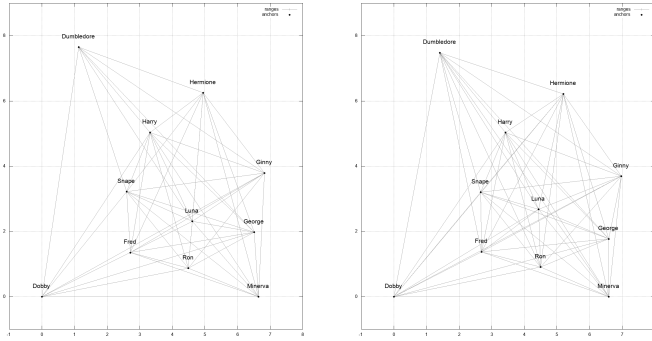 ranges
anchors
8
6
4
2
0
-1
0
1
2
3
4
5
6
7
8
Dumbledore
Hermione
Harry
Ginny
Snape
Luna
George
Fred
Ron
Dobby
Minerva
ranges
anchors
8
6
4
2
0
-1
0
1
2
3
4
5
6
7
8
Dumbledore
Hermione
Harry
Ginny
Snape
Luna
George
Fred
Ron
Dobby
Minerva